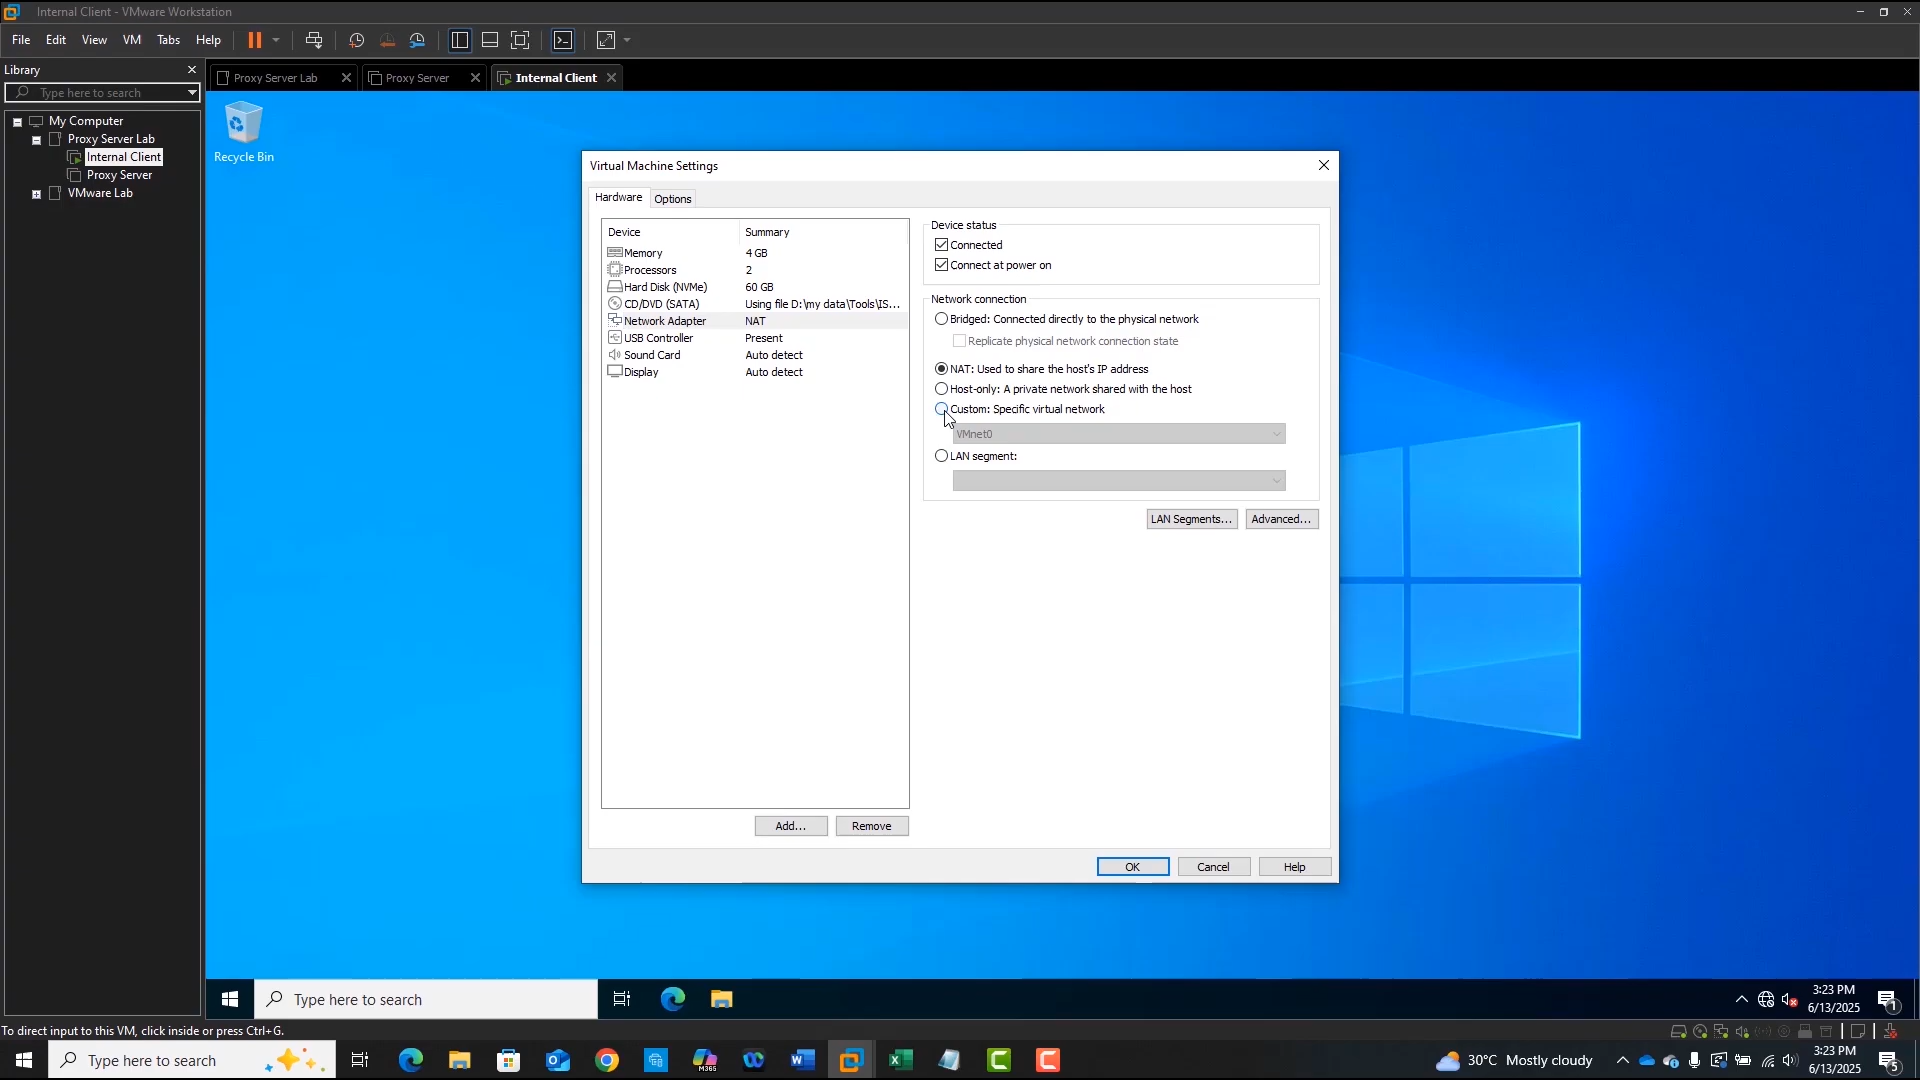 Internal Client - VMware Workstation
File Edit View VM Tabs Help
Library
Type here to search
My Computer
Proxy Server Lab
Internal Client
Proxy Server
VMware Lab
Proxy Server Lab Proxy Server Internal Client
Recycle Bin
Virtual Machine Settings
Hardware Options
Device Summary
Memory 4 GB
Processors 2
Hard Disk (NVMe) 60 GB
CD/DVD (SATA) Using file D:\my data\Tools\IS...
Network Adapter NAT
USB Controller Present
Sound Card Auto detect
Display Auto detect
Add... Remove
Device status
Connected
Connect at power on
Network connection
Bridged: Connected directly to the physical network
Replicate physical network connection state
NAT: Used to share the host's IP address
Host-only: A private network shared with the host
Custom: Specific virtual network
VMnet0
LAN segment:
LAN Segments... Advanced...
OK Cancel Help
Type here to search
3:23 PM
6/13/2025
1
To direct input to this VM, click inside or press Ctrl+G.
Type here to search
M365
30°C Mostly cloudy
3:23 PM
6/13/2025
5